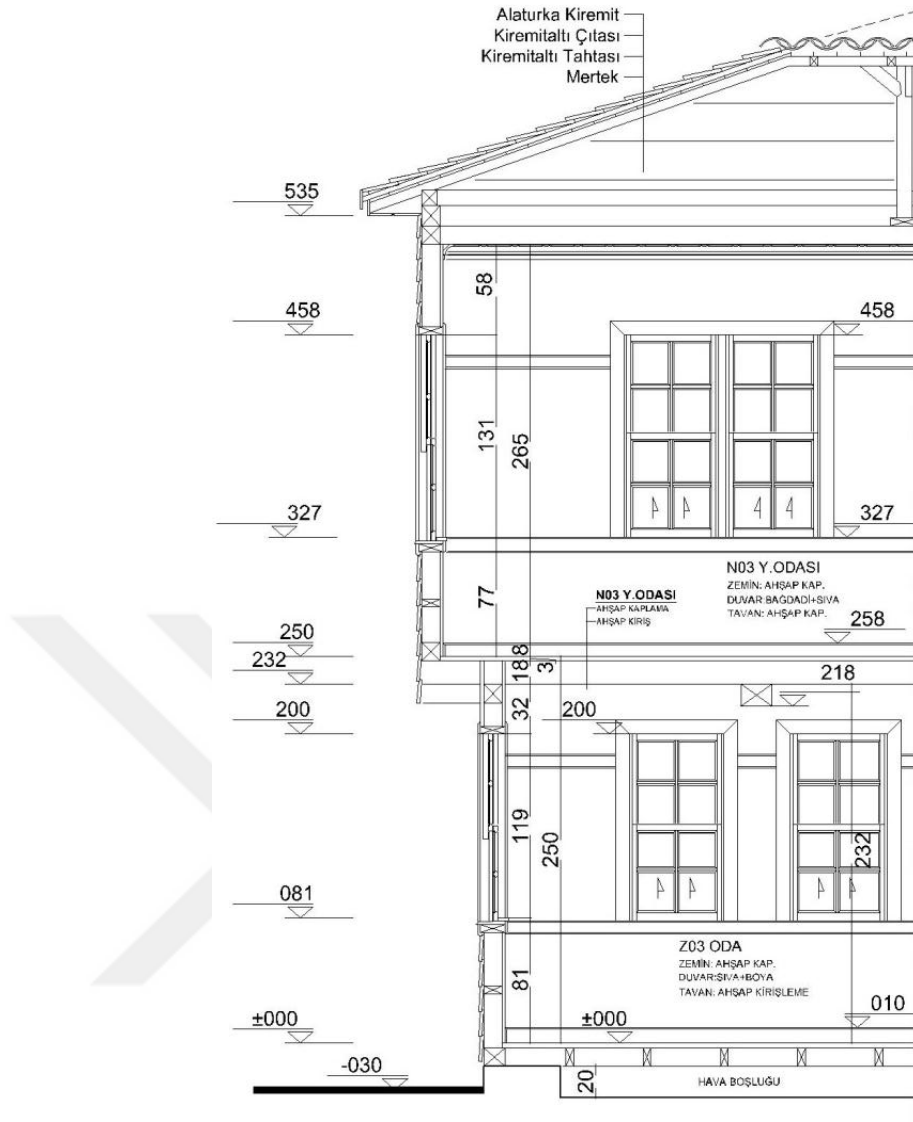 Alaturka Kiremit
Kiremitaltı Çıtası
Kiremitaltı Tahtası
Mertek
535
58
458
458
131
265
327
327
N03 Y.ODASI
ZEMİN: AHŞAP KAP.
DUVAR:BAĞDADİ+SIVA
TAVAN: AHŞAP KAP.
77
N03 Y.ODASI
AHŞAP KAPLAMA
AHŞAP KİRİŞ
258
250
232
18
8
3
218
32
200
200
119
250
232
081
Z03 ODA
ZEMİN: AHŞAP KAP.
DUVAR:SIVA+BOYA
TAVAN: AHŞAP KİRİŞLEME
81
010
±000
±000
-030
20
HAVA BOŞLUĞU